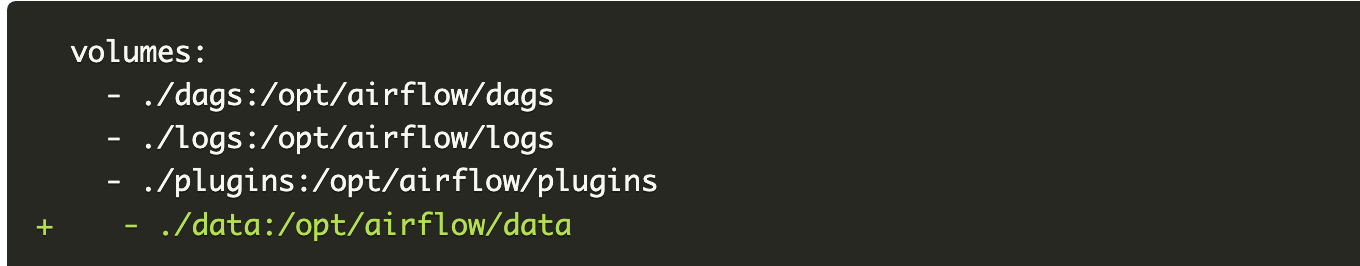 volumes:
- ./dags:/opt/airflow/dags
- ./logs:/opt/airflow/logs
- ./plugins:/opt/airflow/plugins
+    - ./data:/opt/airflow/data